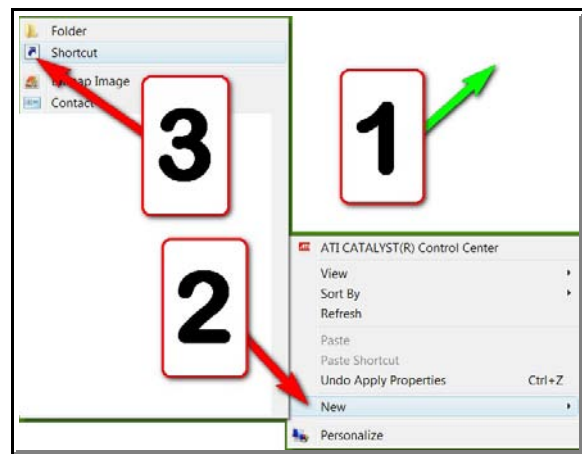 Folder
Shortcut
Bitmap Image
Contact
3
1
2
ATI CATALYST(R) Control Center
View
Sort By
Refresh
Paste
Paste Shortcut
Undo Apply Properties Ctrl+Z
New
Personalize